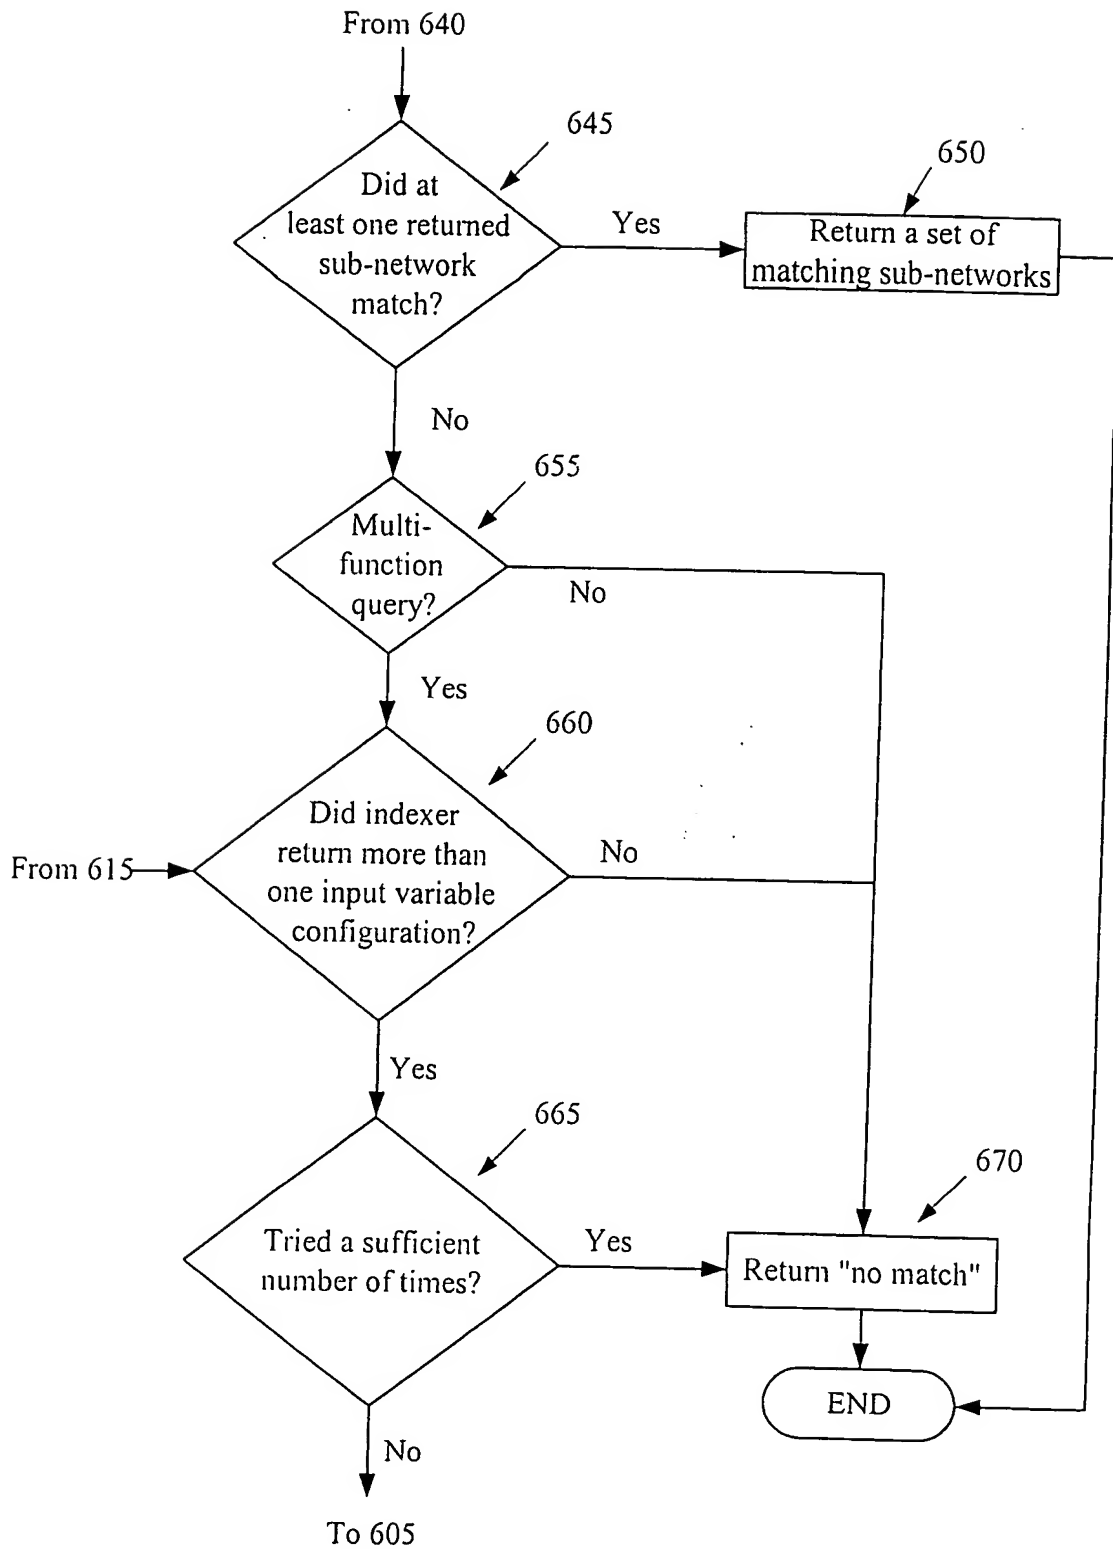 From 640
645
Did at
least one returned
sub-network
match?
Yes
650
Return a set of
matching sub-networks
No
655
Multi-
function
query?
No
Yes
660
Did indexer
return more than
one input variable
configuration?
From 615
No
Yes
665
Tried a sufficient
number of times?
Yes
670
Return "no match"
END
No
To 605